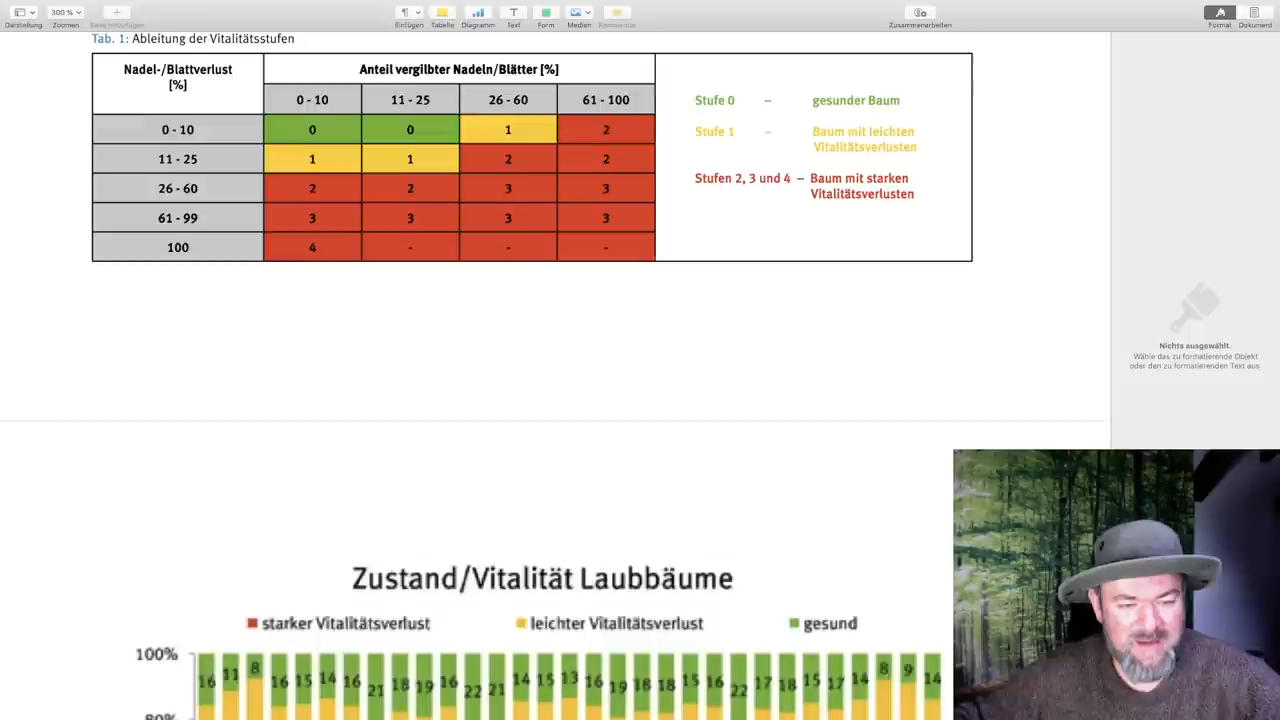 Darstellung
300 %
Zoomen
Seite hinzufügen
Einfügen
Tabelle
Diagramm
Text
Form
Medien
Kommentar
Zusammenarbeiten
Format
Dokument
Tab. 1: Ableitung der Vitalitätsstufen
Nadel-/Blattverlust
[%]
Anteil vergilbter Nadeln/Blätter [%]
0 - 10 11 - 25 26 - 60 61 - 100
0 - 10 0 0 1 2
11 - 25 1 1 2 2
26 - 60 2 2 3 3
61 - 99 3 3 3 3
100 4 - - -
Stufe 0 – gesunder Baum
Stufe 1 – Baum mit leichten
Vitalitätsverlusten
Stufen 2, 3 und 4 – Baum mit starken
Vitalitätsverlusten
Nichts ausgewählt.
Wähle das zu formatierende Objekt
oder den zu formatierenden Text aus
Zustand/Vitalität Laubbäume
starker Vitalitätsverlust leichter Vitalitätsverlust gesund
100%
16 11 8 16 15 14 16 21 18 19 16 22 21 14 15 13 16 19 18 18 15 16 22 17 18 15 17 14 8 9 14
80%